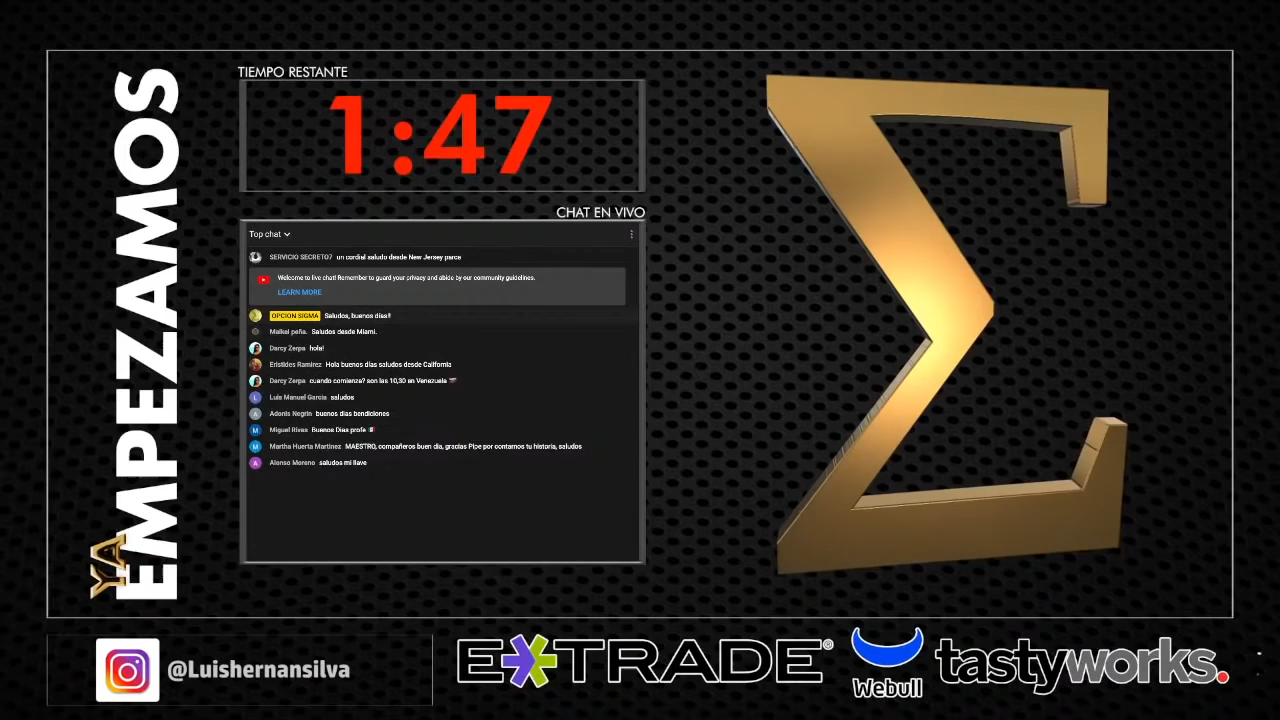 YA EMPEZAMOS
TIEMPO RESTANTE
1:47
CHAT EN VIVO
Top chat
SERVICIO SECRETO7 un cordial saludo desde New Jersey parce
Welcome to live chat! Remember to guard your privacy and abide by our community guidelines.
LEARN MORE
OPCION SIGMA Saludos, buenos días!!
Maikel peña. Saludos desde Miami.
Darcy Zerpa hola!
Eristides Ramirez Hola buenos días saludos desde California
Darcy Zerpa cuando comienza? son las 10,30 en Venezuela
L Luis Manuel Garcia saludos
A Adonis Negrin buenos dias bendiciones
M Miguel Rivas Buenos Días profe
M Martha Huerta Martinez MAESTRO, compañeros buen dia, gracias Pipe por contarnos tu historia, saludos
A Alonso Moreno saludos mi llave
Σ
@Luishernansilva
E*TRADE®
Webull
tastyworks.